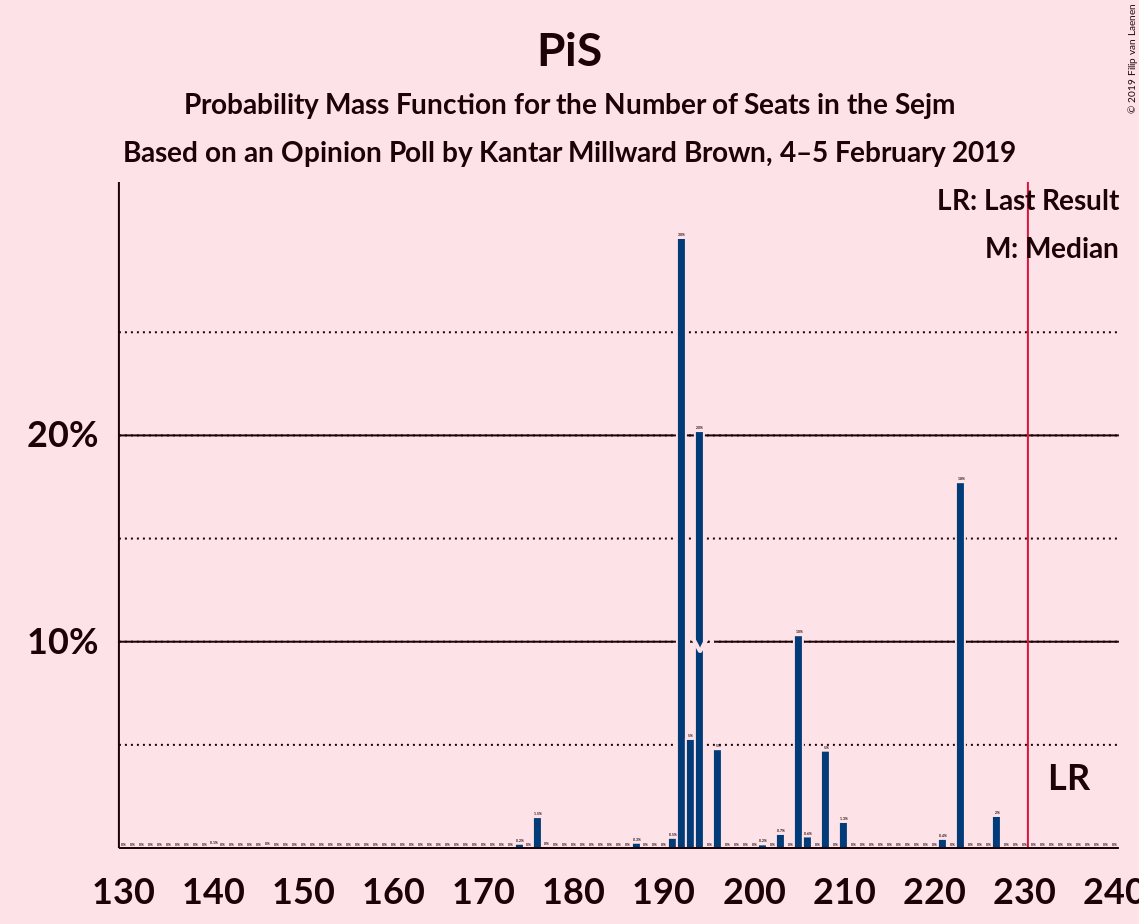 PiS
Probability Mass Function for the Number of Seats in the Sejm
Based on an Opinion Poll by Kantar Millward Brown, 4–5 February 2019
© 2019 Filip van Laenen
LR: Last Result
M: Median
20%
10%
LR
130 140 150 160 170 180 190 200 210 220 230 240